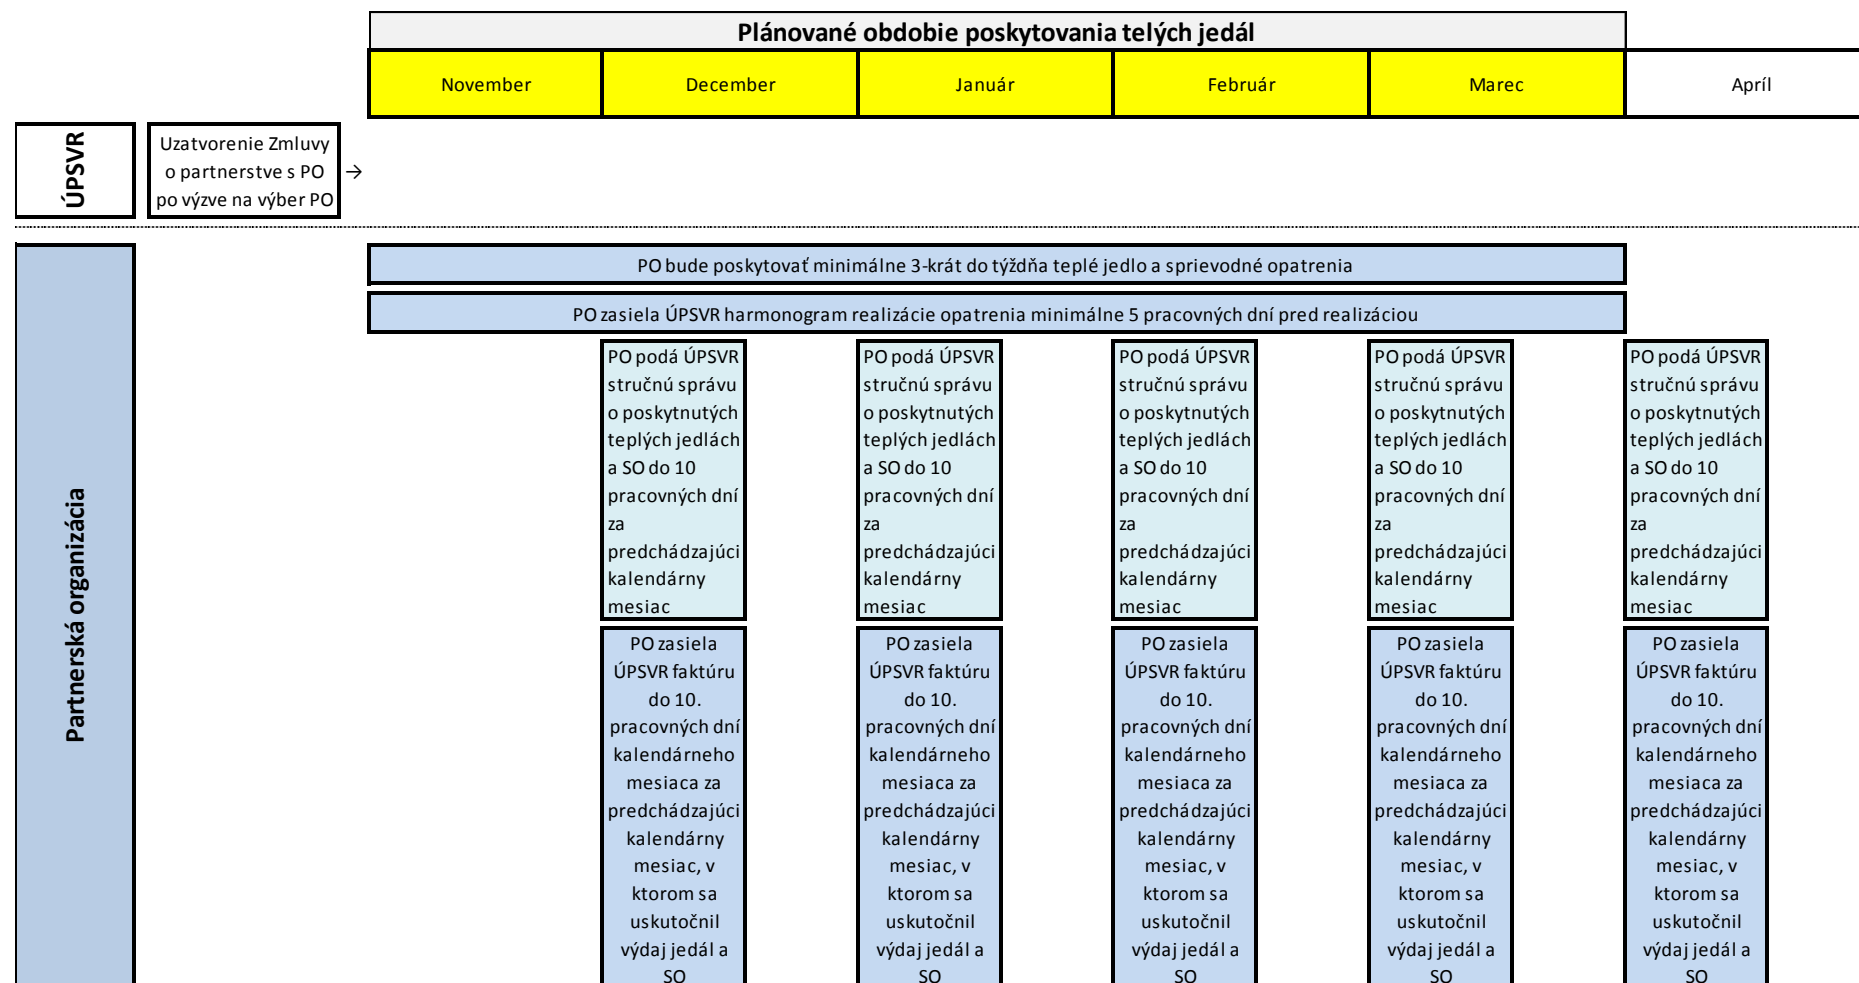 Plánované obdobie poskytovania telých jedál
November
December
Január
Február
Marec
Apríl
ÚPSVR
Uzatvorenie Zmluvy
o partnerstve s PO
po výzve na výber PO
→
Partnerská organizácia
PO bude poskytovať minimálne 3-krát do týždňa teplé jedlo a sprievodné opatrenia
PO zasiela ÚPSVR harmonogram realizácie opatrenia minimálne 5 pracovných dní pred realizáciou
PO podá ÚPSVR
stručnú správu
o poskytnutých
teplých jedlách
a SO do 10
pracovných dní
za
predchádzajúci
kalendárny
mesiac
PO podá ÚPSVR
stručnú správu
o poskytnutých
teplých jedlách
a SO do 10
pracovných dní
za
predchádzajúci
kalendárny
mesiac
PO podá ÚPSVR
stručnú správu
o poskytnutých
teplých jedlách
a SO do 10
pracovných dní
za
predchádzajúci
kalendárny
mesiac
PO podá ÚPSVR
stručnú správu
o poskytnutých
teplých jedlách
a SO do 10
pracovných dní
za
predchádzajúci
kalendárny
mesiac
PO podá ÚPSVR
stručnú správu
o poskytnutých
teplých jedlách
a SO do 10
pracovných dní
za
predchádzajúci
kalendárny
mesiac
PO zasiela
ÚPSVR faktúru
do 10.
pracovných dní
kalendárneho
mesiaca za
predchádzajúci
kalendárny
mesiac, v
ktorom sa
uskutočnil
výdaj jedál a
SO
PO zasiela
ÚPSVR faktúru
do 10.
pracovných dní
kalendárneho
mesiaca za
predchádzajúci
kalendárny
mesiac, v
ktorom sa
uskutočnil
výdaj jedál a
SO
PO zasiela
ÚPSVR faktúru
do 10.
pracovných dní
kalendárneho
mesiaca za
predchádzajúci
kalendárny
mesiac, v
ktorom sa
uskutočnil
výdaj jedál a
SO
PO zasiela
ÚPSVR faktúru
do 10.
pracovných dní
kalendárneho
mesiaca za
predchádzajúci
kalendárny
mesiac, v
ktorom sa
uskutočnil
výdaj jedál a
SO
PO zasiela
ÚPSVR faktúru
do 10.
pracovných dní
kalendárneho
mesiaca za
predchádzajúci
kalendárny
mesiac, v
ktorom sa
uskutočnil
výdaj jedál a
SO